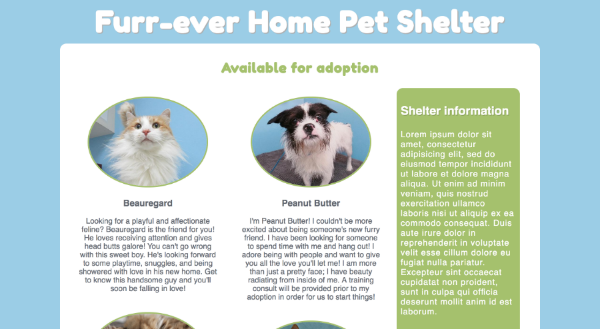 Furr-ever Home Pet Shelter
Available for adoption
Beauregard
Looking for a playful and affectionate
feline? Beauregard is the friend for you!
He loves receiving attention and gives
head butts galore! You can't go wrong
with this sweet boy. He's looking forward
to some playtime, snuggles, and being
showered with love in his new home. Get
to know this handsome guy and you'll
soon be falling in love!
Peanut Butter
I'm Peanut Butter! I couldn't be more
excited about being someone's new furry
friend. I have been looking for someone
to spend time with me and hang out! I
adore being with people and want to give
you all the love you'll let me! I am more
than just a pretty face; I have beauty
radiating from inside of me. A training
consult will be provided prior to my
adoption in order for us to start things!
Shelter information
Lorem ipsum dolor sit
amet, consectetur
adipisicing elit, sed do
eiusmod tempor incididunt
ut labore et dolore magna
aliqua. Ut enim ad minim
veniam, quis nostrud
exercitation ullamco
laboris nisi ut aliquip ex ea
commodo consequat. Duis
aute irure dolor in
reprehenderit in voluptate
velit esse cillum dolore eu
fugiat nulla pariatur.
Excepteur sint occaecat
cupidatat non proident,
sunt in culpa qui officia
deserunt mollit anim id est
laborum.